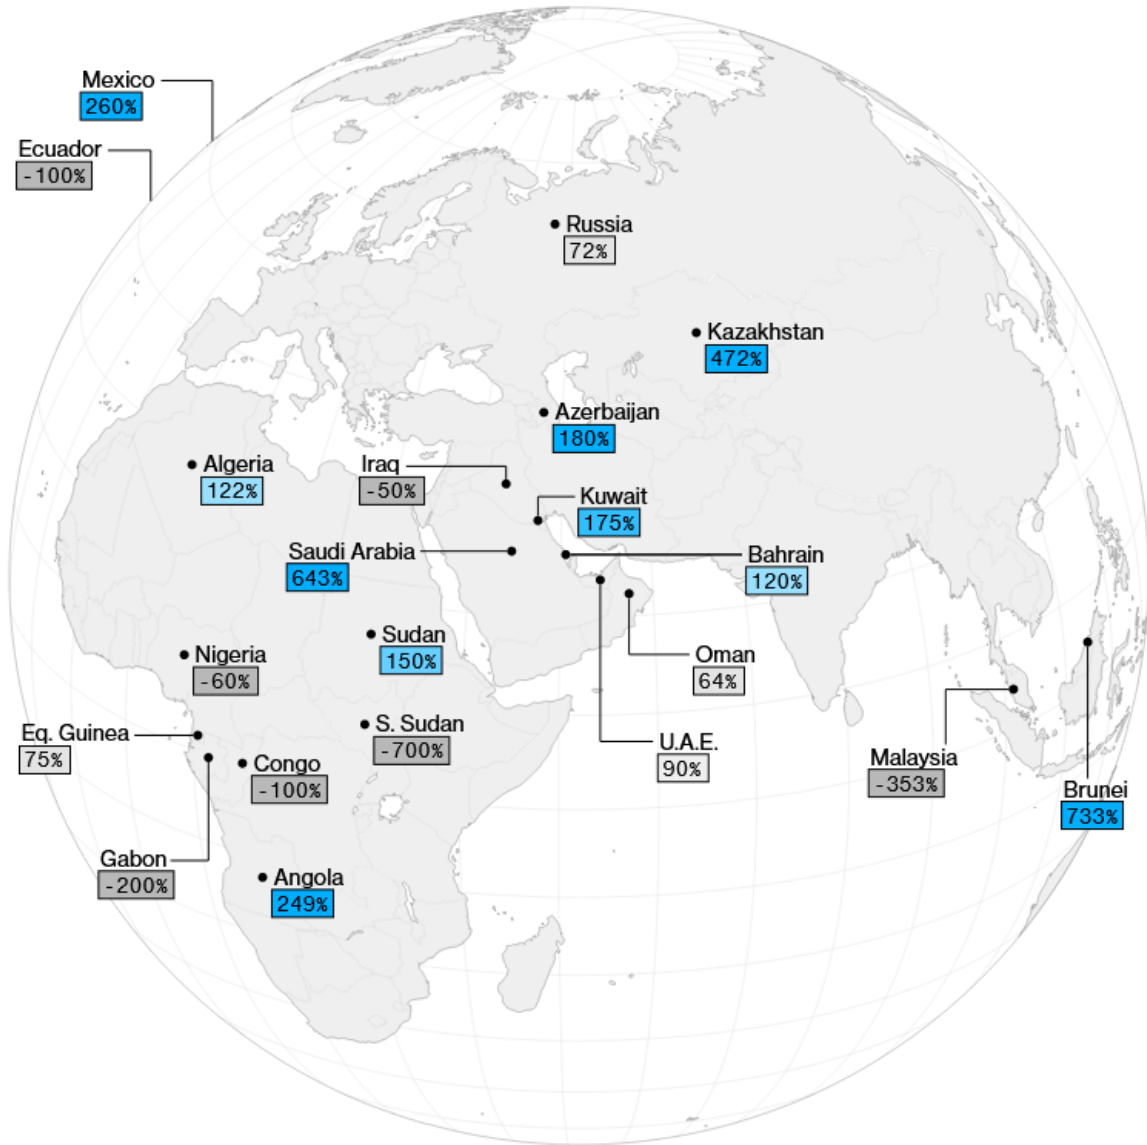 Mexico
260%
Ecuador
-100%
Russia
72%
Kazakhstan
472%
Azerbaijan
180%
Algeria
122%
Iraq
-50%
Kuwait
175%
Saudi Arabia
643%
Bahrain
120%
Sudan
150%
Nigeria
-60%
Oman
64%
S. Sudan
-700%
Eq. Guinea
75%
U.A.E.
90%
Congo
-100%
Malaysia
-353%
Brunei
733%
Gabon
-200%
Angola
249%